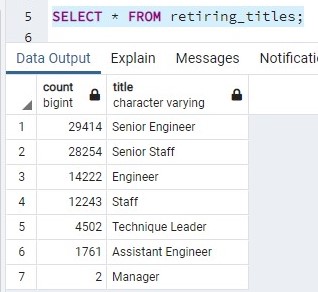 5 SELECT * FROM retiring_titles;
6
Data Output Explain Messages Notificati
count title
bigint character varying
1 29414 Senior Engineer
2 28254 Senior Staff
3 14222 Engineer
4 12243 Staff
5 4502 Technique Leader
6 1761 Assistant Engineer
7 2 Manager